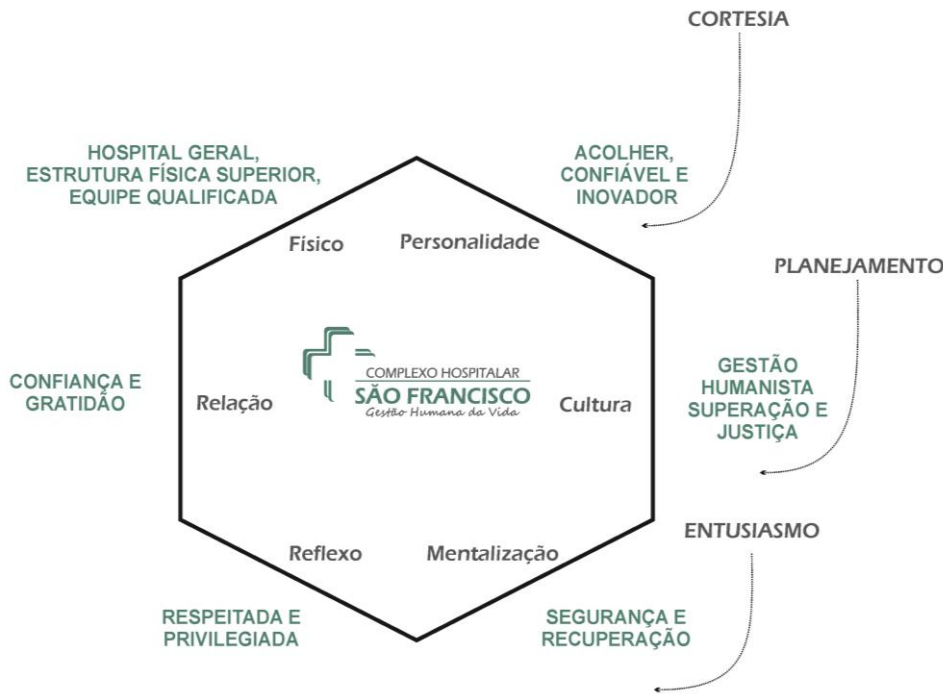 CORTESIA
HOSPITAL GERAL,
ESTRUTURA FÍSICA SUPERIOR,
EQUIPE QUALIFICADA
ACOLHER,
CONFIÁVEL E
INOVADOR
Físico
Personalidade
PLANEJAMENTO
CONFIANÇA E
GRATIDÃO
Relação
COMPLEXO HOSPITALAR
SÃO FRANCISCO
Gestão Humana da Vida
Cultura
GESTÃO
HUMANISTA
SUPERAÇÃO E
JUSTIÇA
ENTUSIASMO
Reflexo
Mentalização
RESPEITADA E
PRIVILEGIADA
SEGURANÇA E
RECUPERAÇÃO